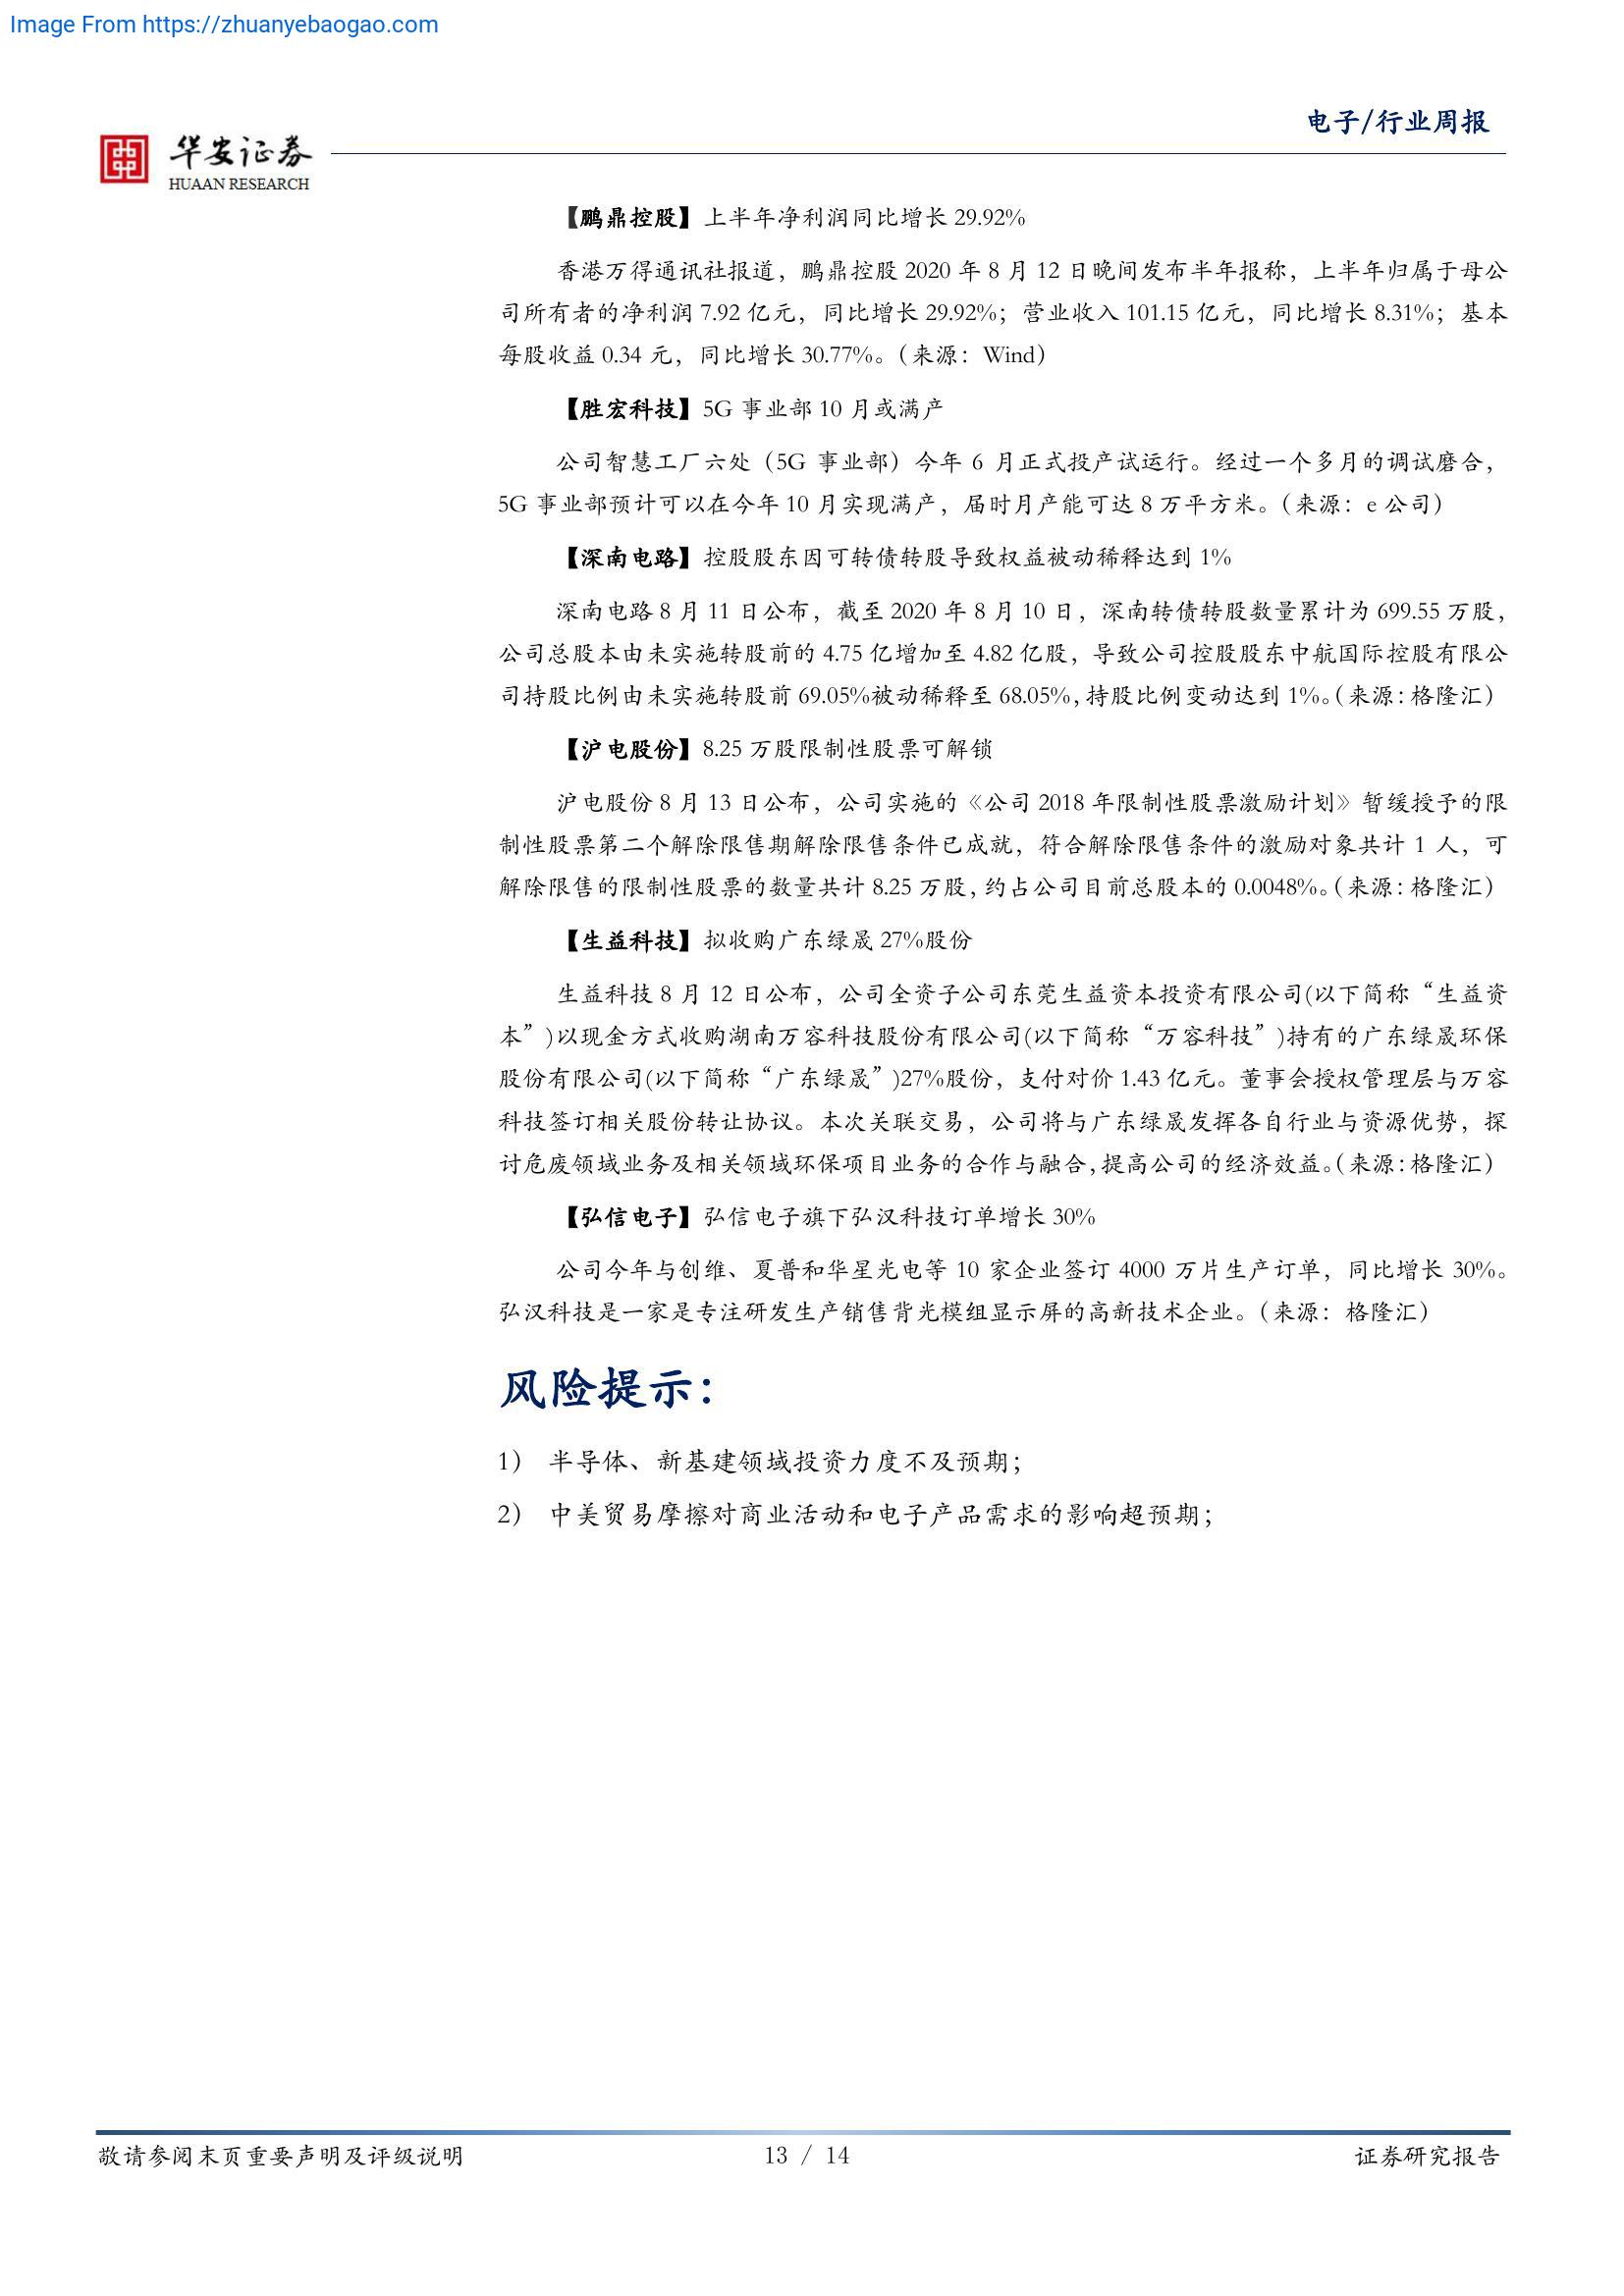 Image From https://zhuanyebaogao.com
电子/行业周报
华安证券
HUAAN RESEARCH
【鹏鼎控股】上半年净利润同比增长 29.92%
香港万得通讯社报道，鹏鼎控股 2020 年 8 月 12 日晚间发布半年报称，上半年归属于母公
司所有者的净利润 7.92 亿元，同比增长 29.92%；营业收入 101.15 亿元，同比增长 8.31%；基本
每股收益 0.34 元，同比增长 30.77%。（来源：Wind）
【胜宏科技】5G 事业部 10 月或满产
公司智慧工厂六处（5G 事业部）今年 6 月正式投产试运行。经过一个多月的调试磨合，
5G 事业部预计可以在今年 10 月实现满产，届时月产能可达 8 万平方米。（来源：e 公司）
【深南电路】控股股东因可转债转股导致权益被动稀释达到 1%
深南电路 8 月 11 日公布，截至 2020 年 8 月 10 日，深南转债转股数量累计为 699.55 万股，
公司总股本由未实施转股前的 4.75 亿增加至 4.82 亿股，导致公司控股股东中航国际控股有限公
司持股比例由未实施转股前 69.05%被动稀释至 68.05%，持股比例变动达到 1%。（来源：格隆汇）
【沪电股份】8.25 万股限制性股票可解锁
沪电股份 8 月 13 日公布，公司实施的《公司 2018 年限制性股票激励计划》暂缓授予的限
制性股票第二个解除限售期解除限售条件已成就，符合解除限售条件的激励对象共计 1 人，可
解除限售的限制性股票的数量共计 8.25 万股，约占公司目前总股本的 0.0048%。（来源：格隆汇）
【生益科技】拟收购广东绿晟 27%股份
生益科技 8 月 12 日公布，公司全资子公司东莞生益资本投资有限公司(以下简称“生益资
本”)以现金方式收购湖南万容科技股份有限公司(以下简称“万容科技”)持有的广东绿晟环保
股份有限公司(以下简称“广东绿晟”)27%股份，支付对价 1.43 亿元。董事会授权管理层与万容
科技签订相关股份转让协议。本次关联交易，公司将与广东绿晟发挥各自行业与资源优势，探
讨危废领域业务及相关领域环保项目业务的合作与融合，提高公司的经济效益。（来源：格隆汇）
【弘信电子】弘信电子旗下弘汉科技订单增长 30%
公司今年与创维、夏普和华星光电等 10 家企业签订 4000 万片生产订单，同比增长 30%。
弘汉科技是一家是专注研发生产销售背光模组显示屏的高新技术企业。（来源：格隆汇）
风险提示：
1） 半导体、新基建领域投资力度不及预期；
2） 中美贸易摩擦对商业活动和电子产品需求的影响超预期；
敬请参阅末页重要声明及评级说明
13 / 14
证券研究报告